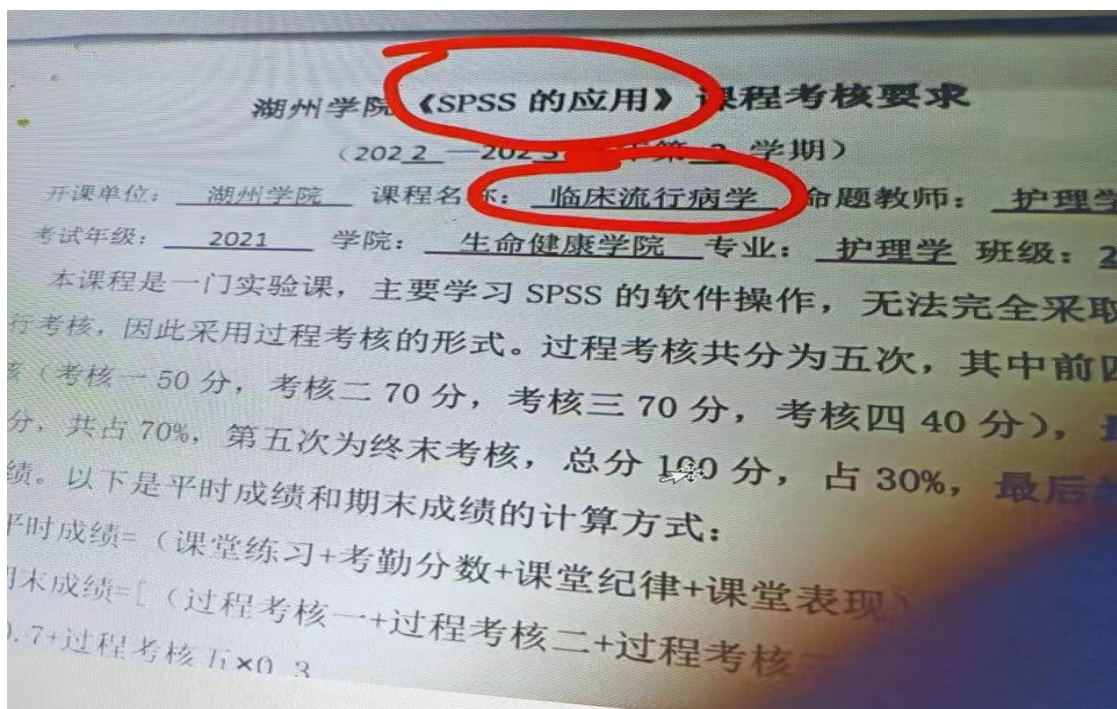 湖州学院《SPSS 的应用》课程考核要求
（2022—2023 第 2 学期）
开课单位： 湖州学院 课程名称： 临床流行病学 命题教师： 护理学
考试年级： 2021 学院： 生命健康学院 专业： 护理学 班级：2
本课程是一门实验课，主要学习 SPSS 的软件操作，无法完全采取
行考核，因此采用过程考核的形式。过程考核共分为五次，其中前四
（考核一 50 分，考核二 70 分，考核三 70 分，考核四 40 分），
分，共占 70%，第五次为终末考核，总分 100 分，占 30%，最后
绩。以下是平时成绩和期末成绩的计算方式：
平时成绩=（课堂练习+考勤分数+课堂纪律+课堂表现）
期末成绩=[（过程考核一+过程考核二+过程考核
0.7+过程考核五×0.3